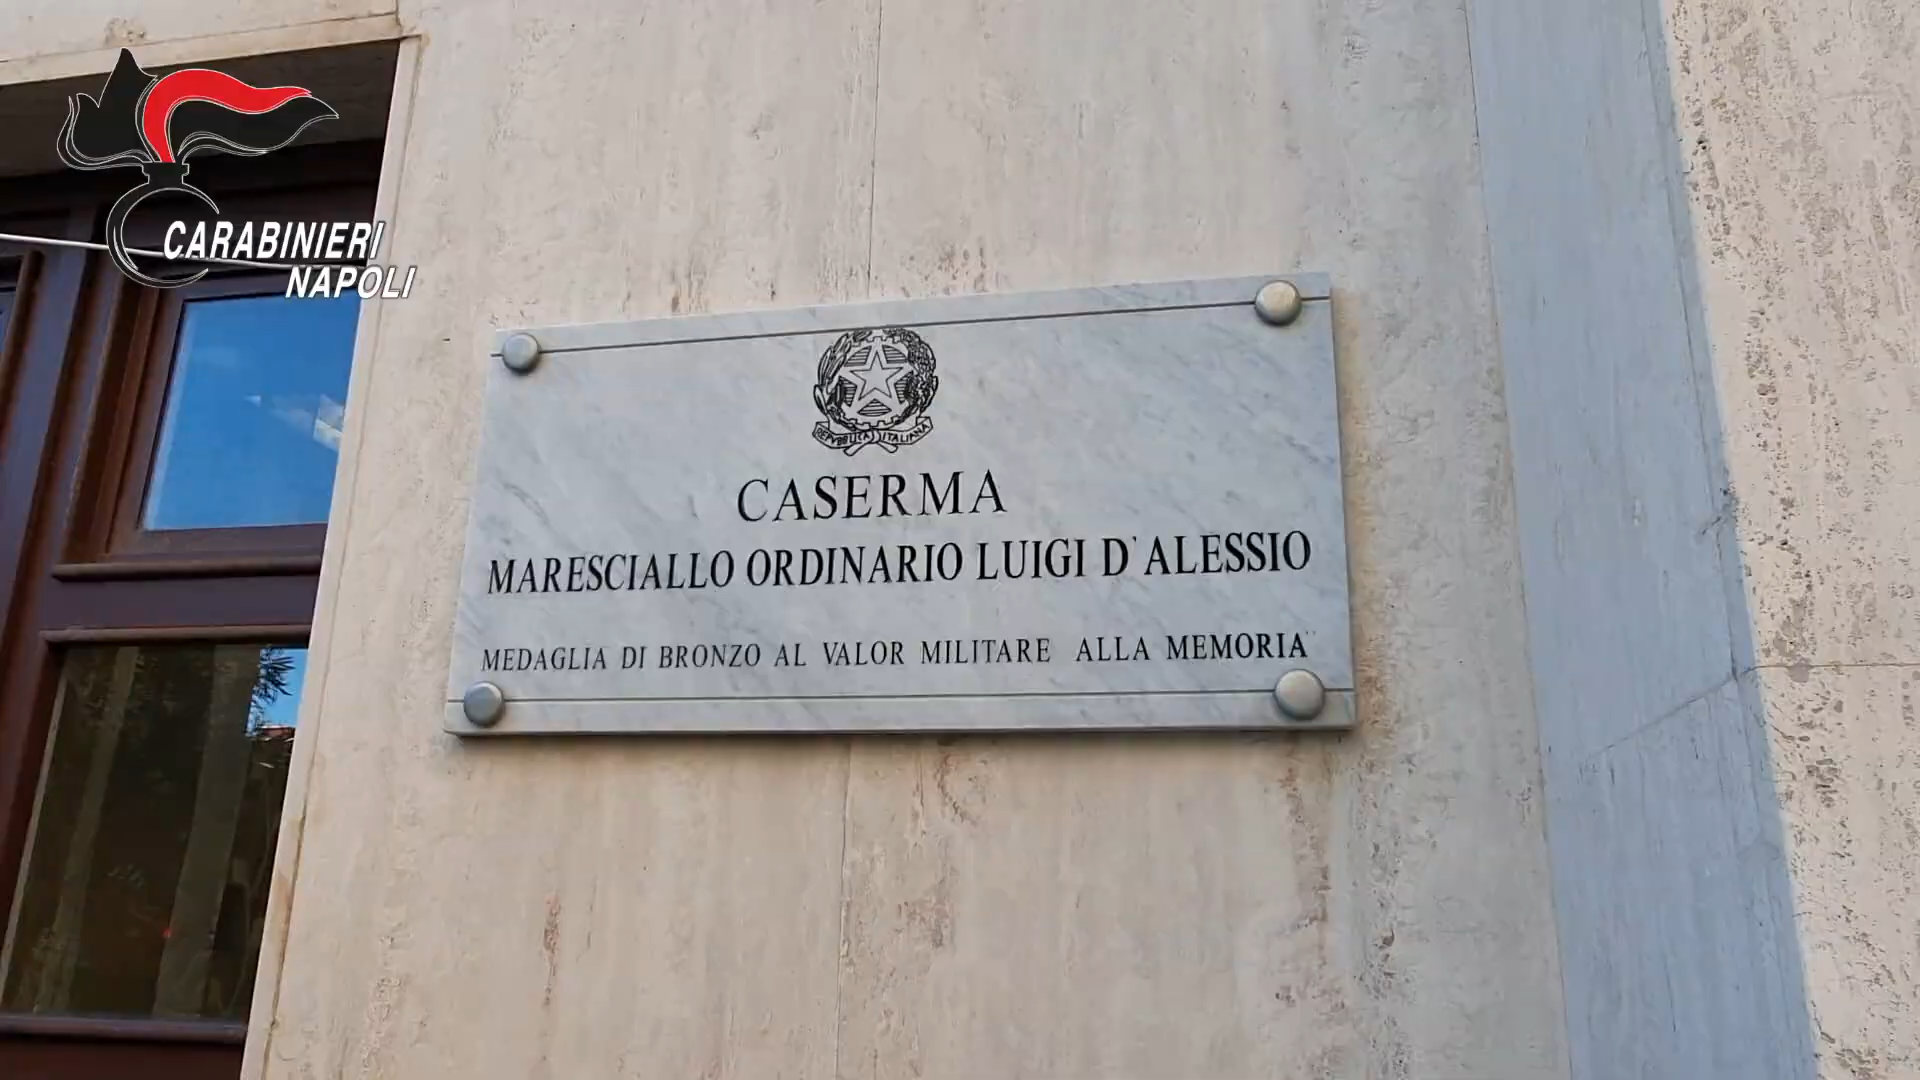 CARABINIERI
NAPOLI
REPVBBLICA ITALIANA
CASERMA
MARESCIALLO ORDINARIO LUIGI D'ALESSIO
MEDAGLIA DI BRONZO AL VALOR MILITARE ALLA MEMORIA"